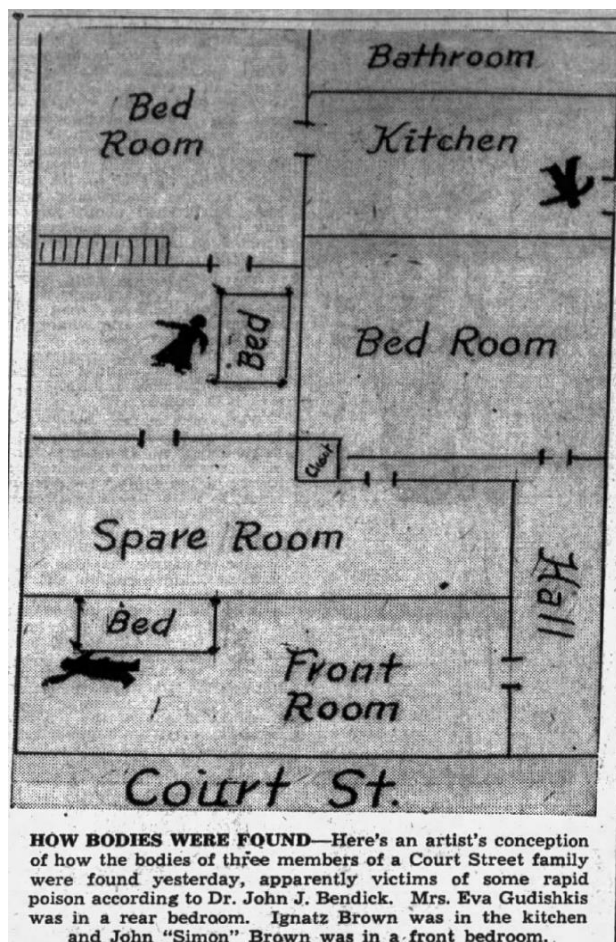 Bathroom
Bed
Room
Kitchen
Bed
Bed Room
Closet
Spare Room
Hall
Bed
Front
Room
Court St.
HOW BODIES WERE FOUND—Here's an artist's conception
of how the bodies of three members of a Court Street family
were found yesterday, apparently victims of some rapid
poison according to Dr. John J. Bendick. Mrs. Eva Gudishkis
was in a rear bedroom. Ignatz Brown was in the kitchen
and John "Simon" Brown was in a front bedroom.